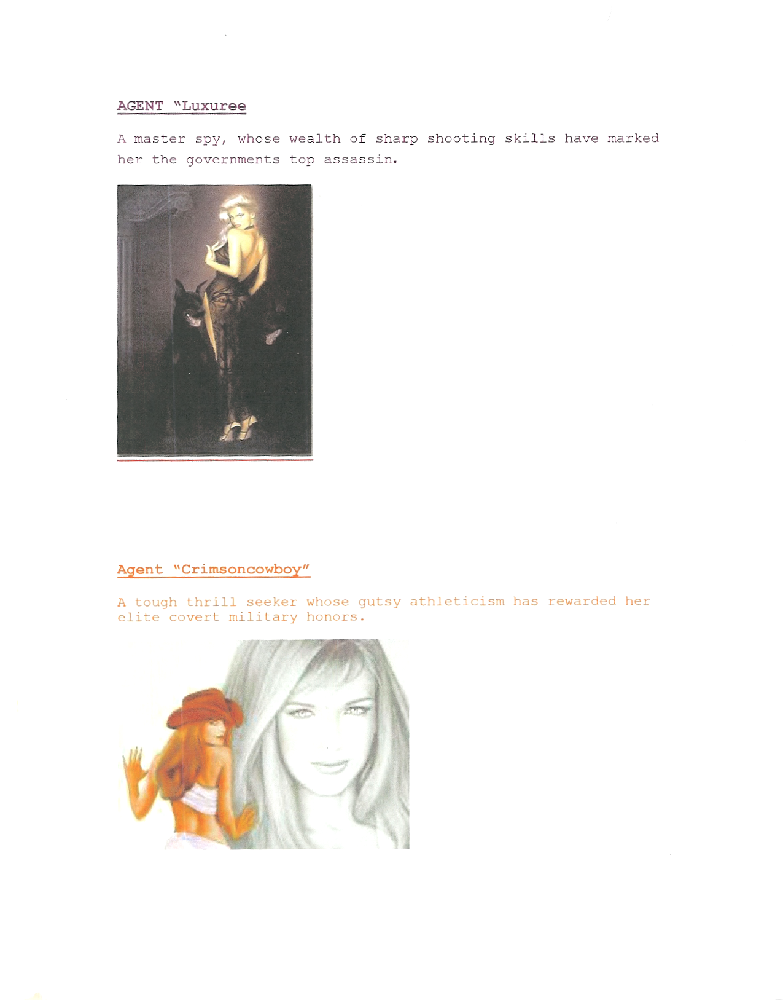 AGENT "Luxuree
A master spy, whose wealth of sharp shooting skills have marked
her the governments top assassin.
Agent "Crimsoncowboy"
A tough thrill seeker whose gutsy athleticism has rewarded her
elite covert military honors.